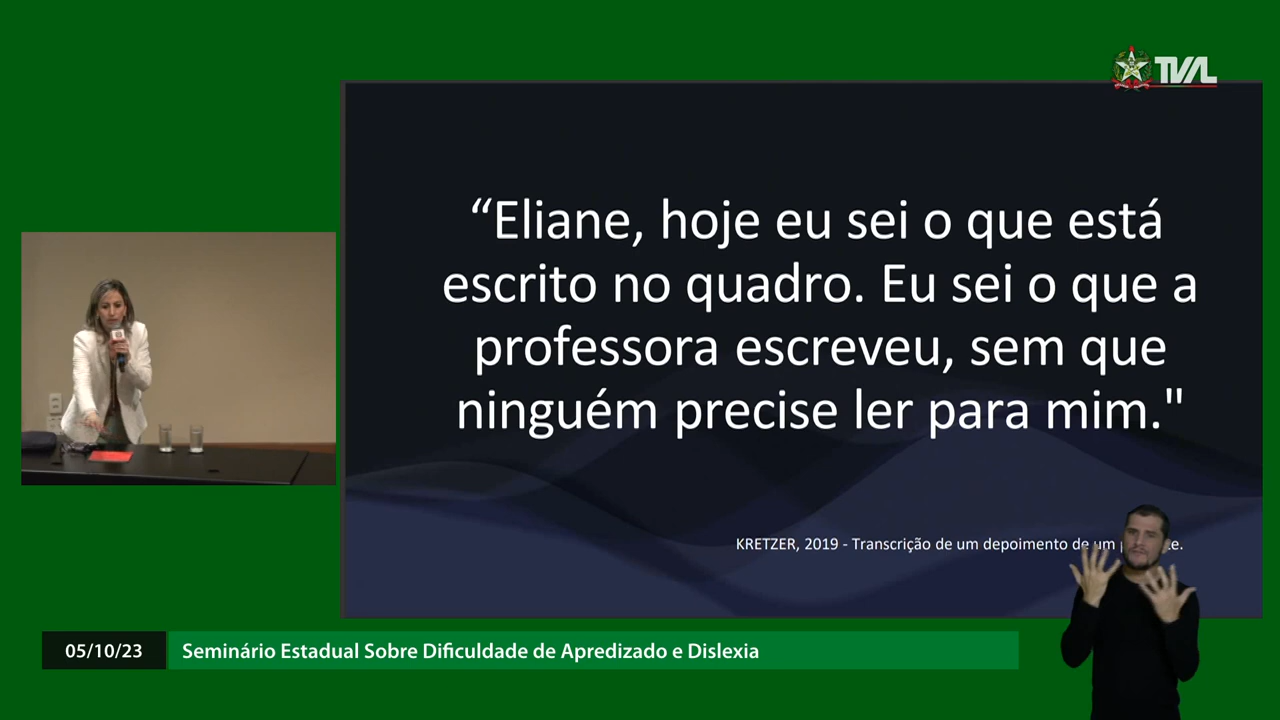 TVAL
“Eliane, hoje eu sei o que está
escrito no quadro. Eu sei o que a
professora escreveu, sem que
ninguém precise ler para mim."
KRETZER, 2019 - Transcrição de um depoimento de um
05/10/23
Seminário Estadual Sobre Dificuldade de Apredizado e Dislexia